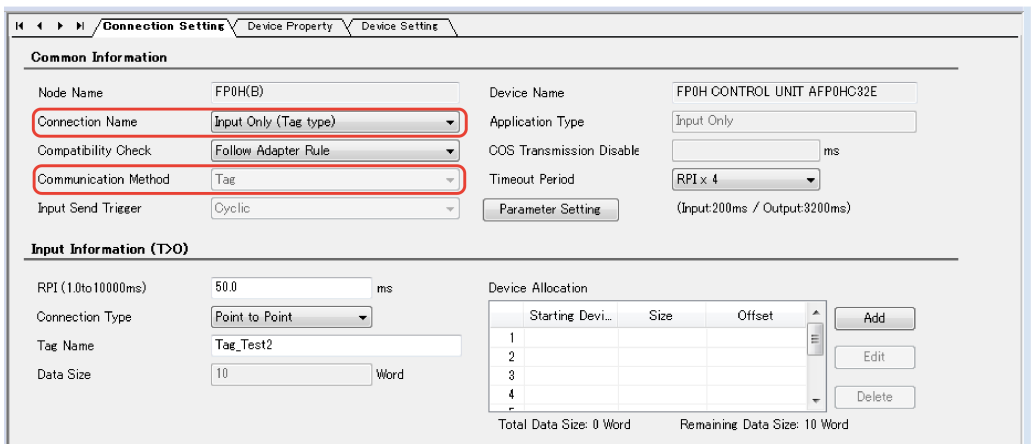 Connection Setting Device Property Device Setting
Common Information
Node Name FP0H(B) Device Name FP0H CONTROL UNIT AFP0HC32E
Connection Name Input Only (Tag type) Application Type Input Only
Compatibility Check Follow Adapter Rule COS Transmission Disable ms
Communication Method Tag Timeout Period RPI x 4
Input Send Trigger Cyclic Parameter Setting (Input:200ms / Output:3200ms)
Input Information (T>O)
RPI (1.0to10000ms) 50.0 ms Device Allocation
Connection Type Point to Point Starting Devi... Size Offset Add
Tag Name Tag_Test2 1
2 Edit
Data Size 10 Word 3
4 Delete
Total Data Size: 0 Word Remaining Data Size: 10 Word